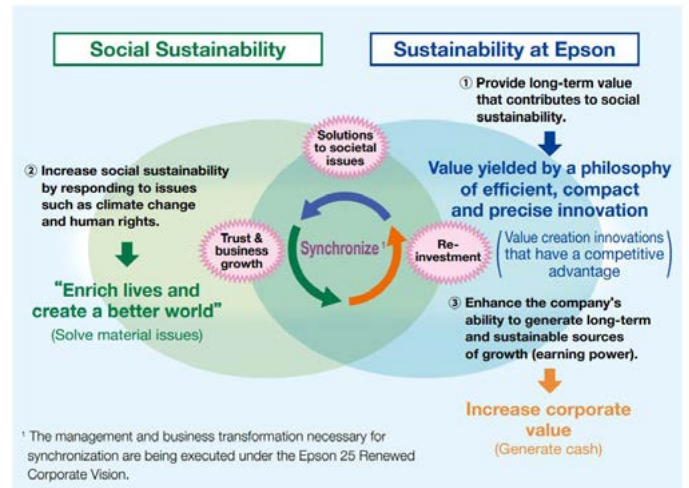 Social Sustainability
Sustainability at Epson
① Provide long-term value
that contributes to social
sustainability.
Solutions
to societal
issues
② Increase social sustainability
by responding to issues
such as climate change
and human rights.
Value yielded by a philosophy
of efficient, compact
and precise innovation
(Value creation innovations
that have a competitive
advantage)
Trust &
business
growth
Synchronize ¹
Re-
investment
“Enrich lives and
create a better world”
(Solve material issues)
③ Enhance the company's
ability to generate long-term
and sustainable sources
of growth (earning power).
Increase corporate
value
(Generate cash)
¹ The management and business transformation necessary for
synchronization are being executed under the Epson 25 Renewed
Corporate Vision.